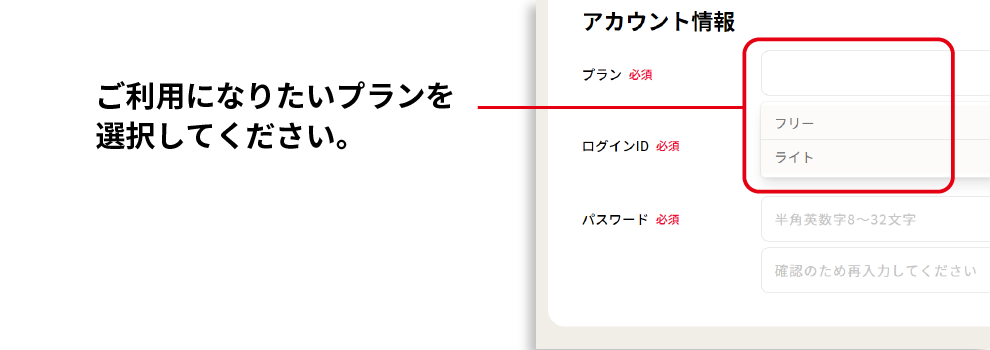 ご利用になりたいプランを
選択してください。
アカウント情報
プラン 必須
フリー
ライト
ログインID 必須
パスワード 必須
半角英数字8〜32文字
確認のため再入力してください